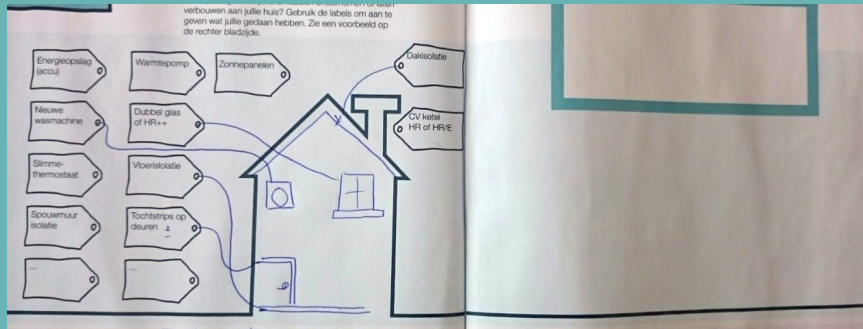 verbouwen aan jullie huis? Gebruik de labels om aan te
geven wat jullie gedaan hebben. Zie een voorbeeld op
de rechter bladzijde.
Energieopslag
(accu)
Warmtepomp
Zonnepanelen
Dakisolatie
Nieuwe
wasmachine
Dubbel glas
of HR++
CV ketel
HR of HR/E
Slimme-
thermostaat
Vloerisolatie
Spouwmuur
isolatie
Tochtstrips op
deuren
...
...